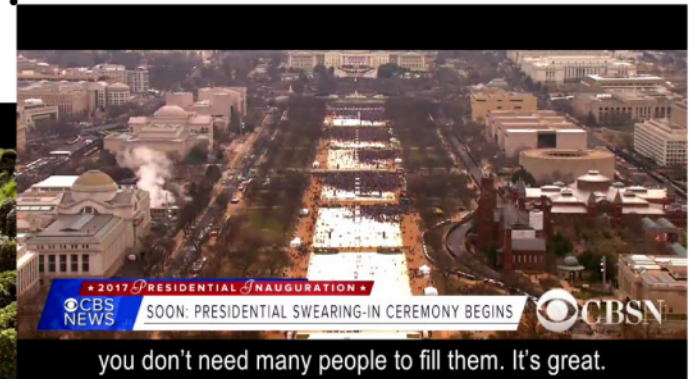 ★ 2017 PRESIDENTIAL INAUGURATION ★
CBS NEWS
SOON: PRESIDENTIAL SWEARING-IN CEREMONY BEGINS
CBSN
you don't need many people to fill them. It's great.